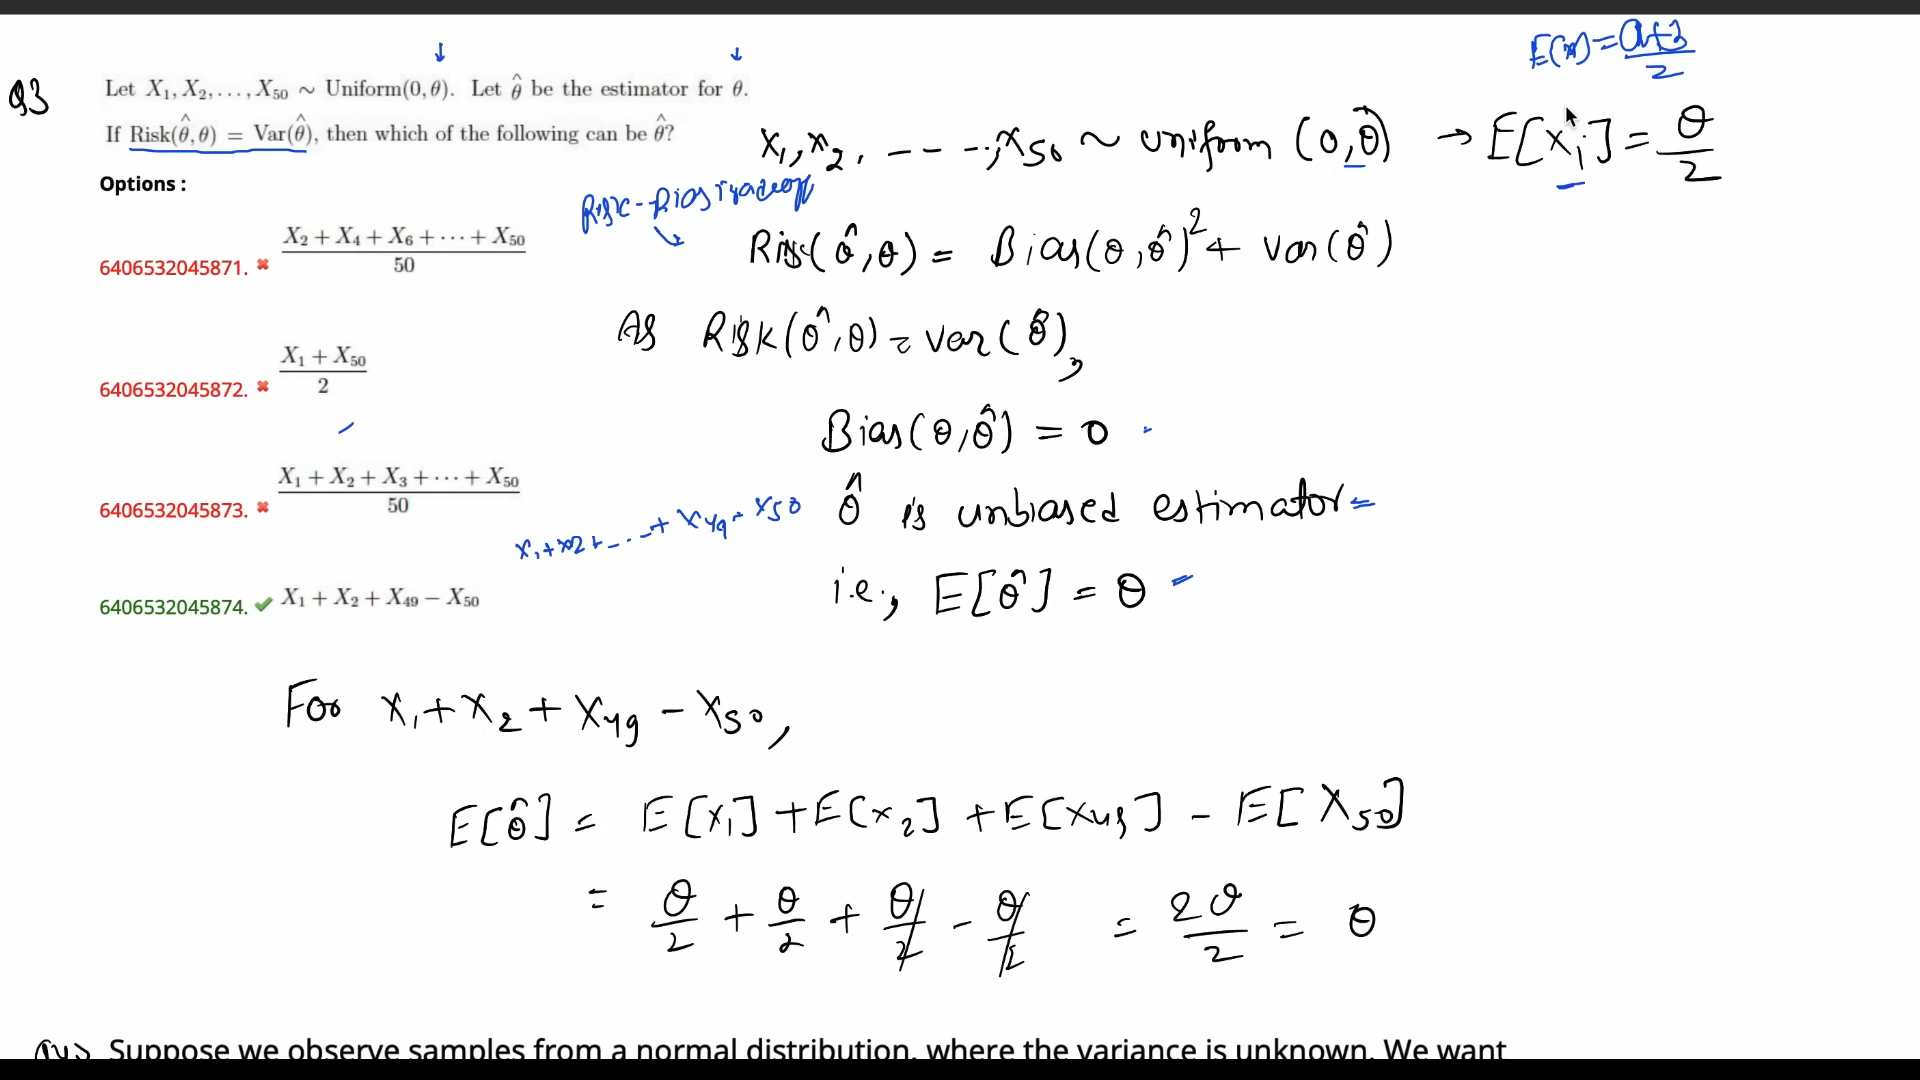 E(x) = a+b / 2
Q3
Let X₁, X₂, . . . , X₅₀ ∼ Uniform(0, θ). Let θ̂ be the estimator for θ.
If Risk(θ̂, θ) = Var(θ̂), then which of the following can be θ̂?
X₁, X₂, - - - -, X₅₀ ~ uniform (0, θ) → E[Xᵢ] = θ/2
Options :
Risk - Bias tradeoff
6406532045871. ✖ (X₂ + X₄ + X₆ + ··· + X₅₀) / 50
Risk(θ̂, θ) = Bias(θ, θ̂)² + Var(θ̂)
As Risk(θ̂, θ) = Var(θ̂),
6406532045872. ✖ (X₁ + X₅₀) / 2
Bias(θ, θ̂) = 0
6406532045873. ✖ (X₁ + X₂ + X₃ + ··· + X₅₀) / 50
θ̂ is unbiased estimator
X₁ + X₂ + - - - + X₄₉ - X₅₀
i.e., E[θ̂] = θ
6406532045874. ✔ X₁ + X₂ + X₄₉ − X₅₀
For X₁ + X₂ + X₄₉ - X₅₀,
E[θ̂] = E[X₁] + E[X₂] + E[X₄₉] - E[X₅₀]
= θ/2 + θ/2 + θ/2 - θ/2 = 2θ/2 = θ
Q4> Suppose we observe samples from a normal distribution, where the variance is unknown. We want